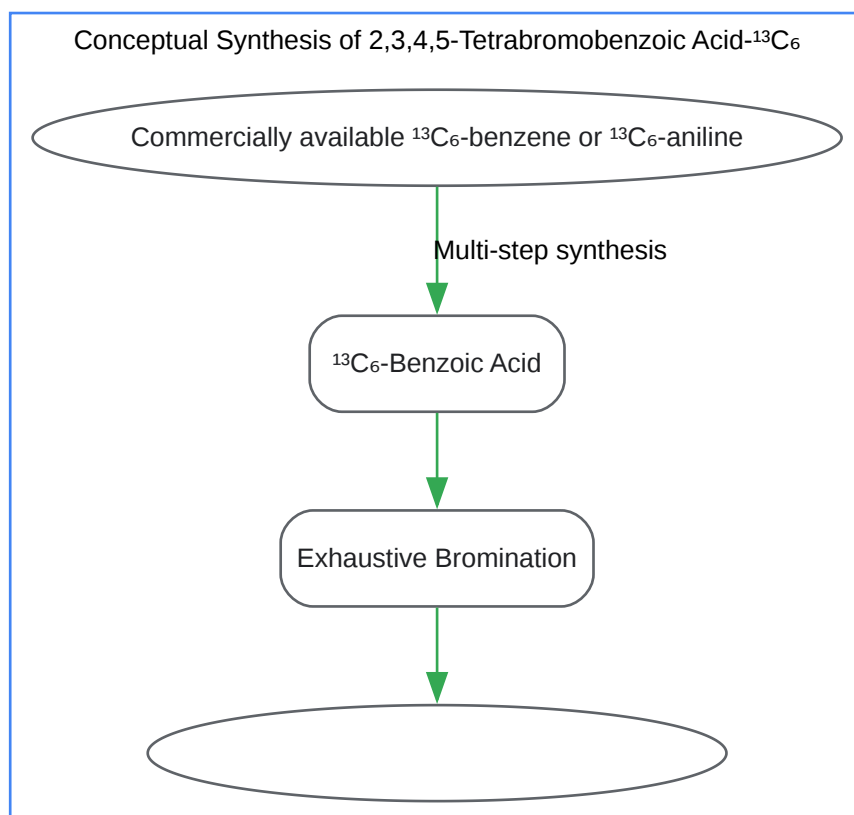 Conceptual Synthesis of 2,3,4,5-Tetrabromobenzoic Acid-¹³C₆
Commercially available ¹³C₆-benzene or ¹³C₆-aniline
Multi-step synthesis
¹³C₆-Benzoic Acid
Exhaustive Bromination